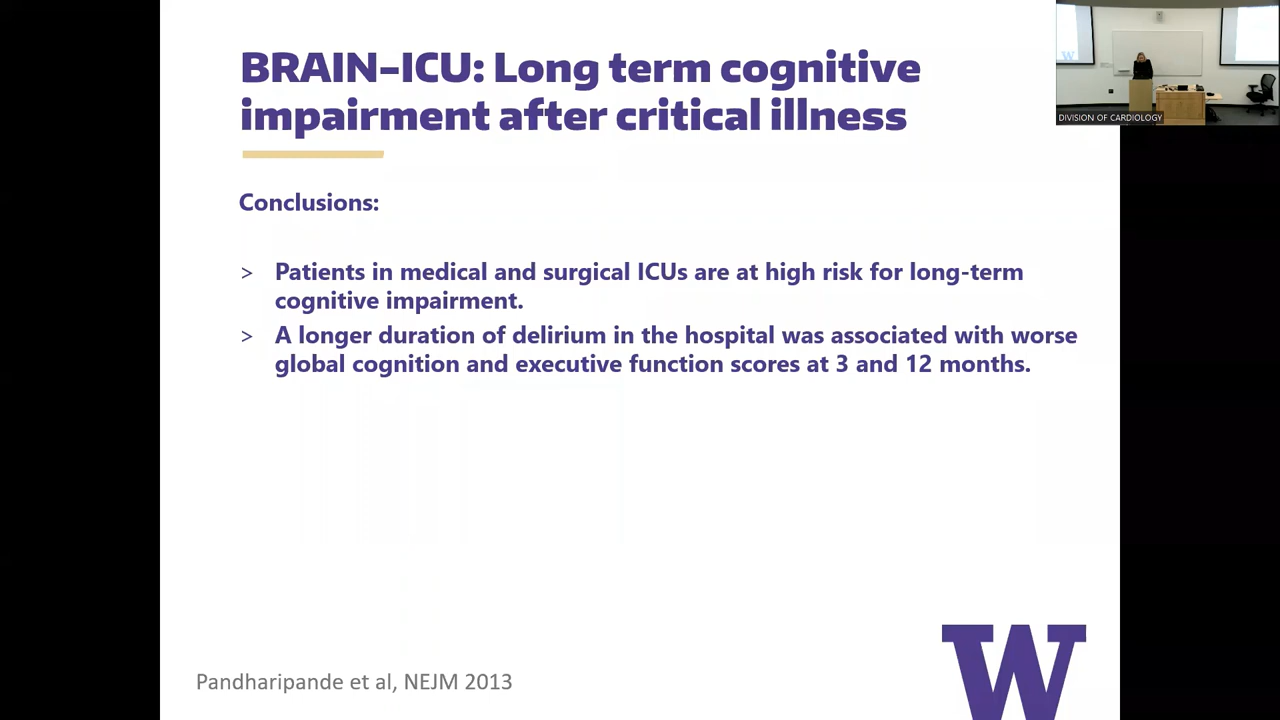 BRAIN-ICU: Long term cognitive
impairment after critical illness
DIVISION OF CARDIOLOGY
Conclusions:
> Patients in medical and surgical ICUs are at high risk for long-term
cognitive impairment.
> A longer duration of delirium in the hospital was associated with worse
global cognition and executive function scores at 3 and 12 months.
Pandharipande et al, NEJM 2013
W